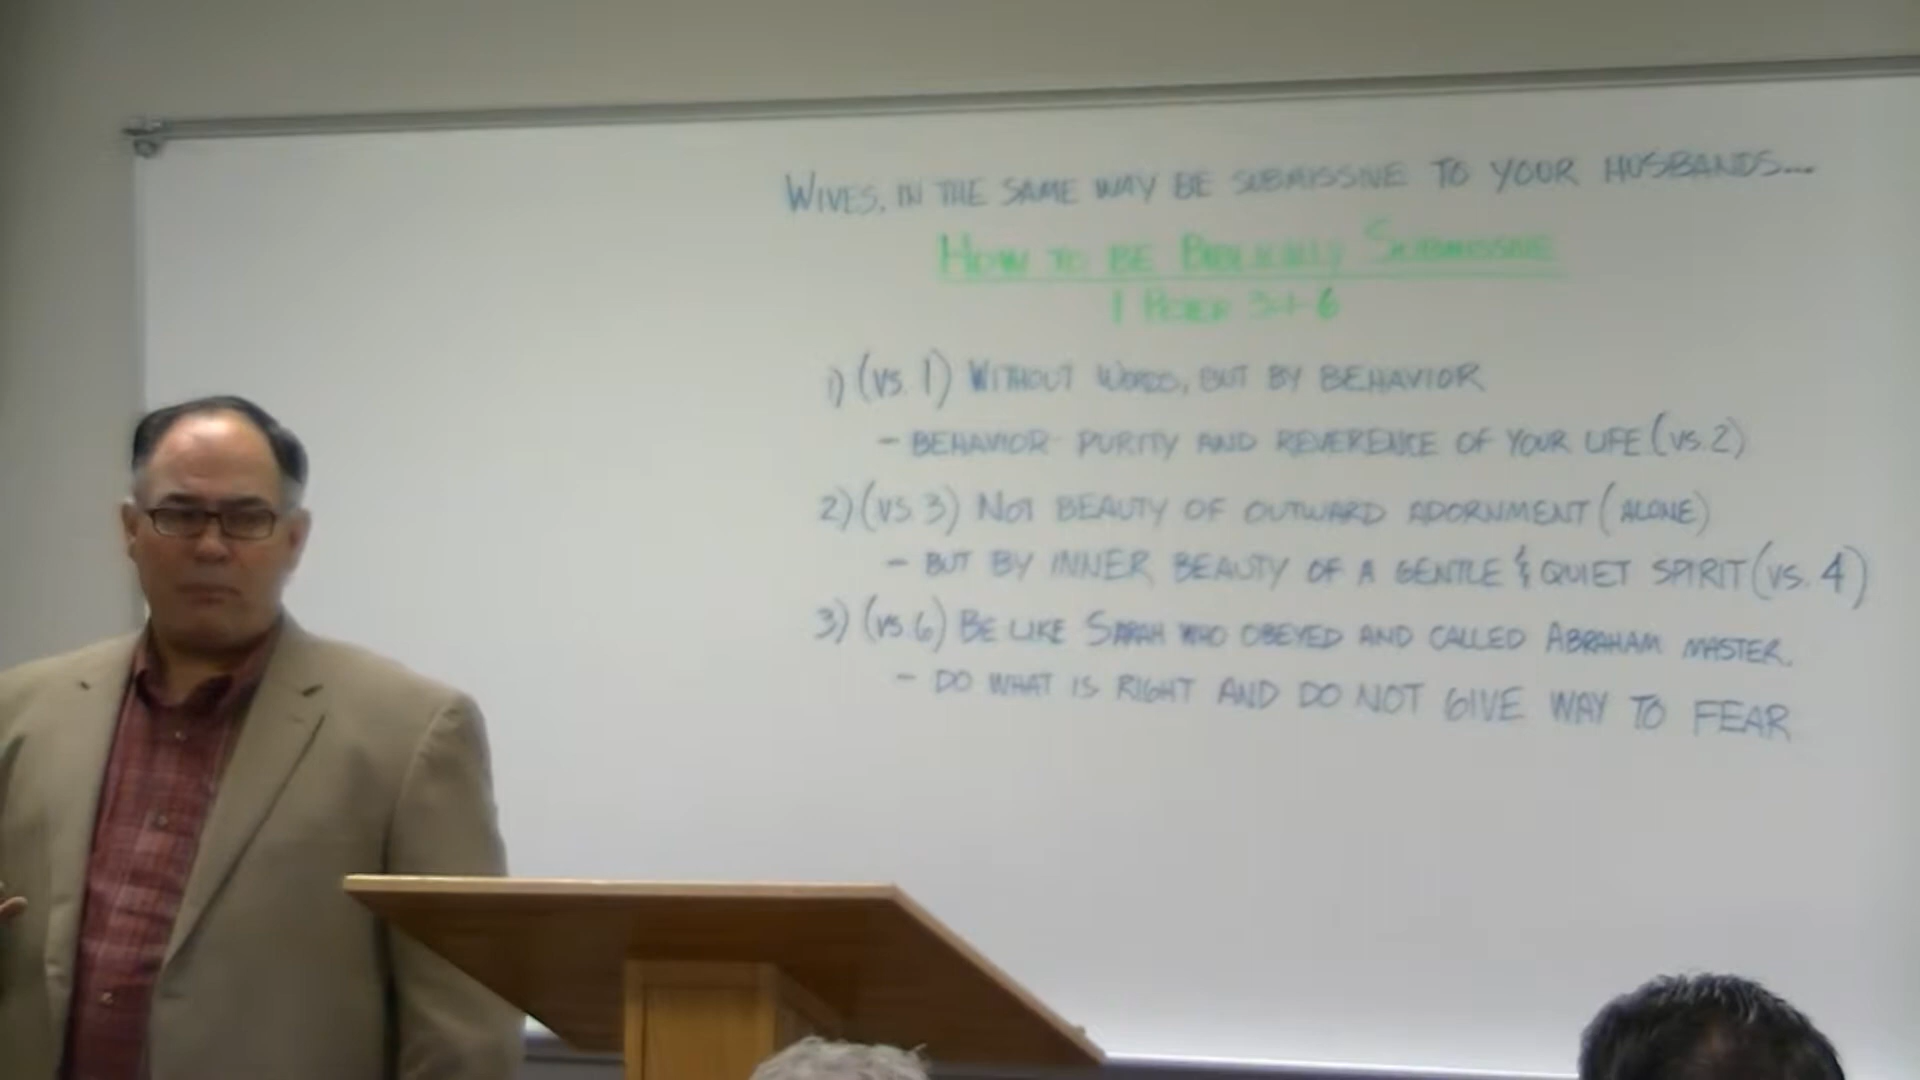 WIVES, IN THE SAME WAY BE SUBMISSIVE TO YOUR HUSBANDS...
HOW TO BE BIBLICALLY SUBMISSIVE
1 PETER 3:1-6
1) (VS. 1) WITHOUT WORDS, BUT BY BEHAVIOR
- BEHAVIOR - PURITY AND REVERENCE OF YOUR LIFE (VS. 2)
2) (VS. 3) NOT BEAUTY OF OUTWARD ADORNMENT (ALONE)
- BUT BY INNER BEAUTY OF A GENTLE & QUIET SPIRIT (VS. 4)
3) (VS. 6) BE LIKE SARAH WHO OBEYED AND CALLED ABRAHAM MASTER.
- DO WHAT IS RIGHT AND DO NOT GIVE WAY TO FEAR